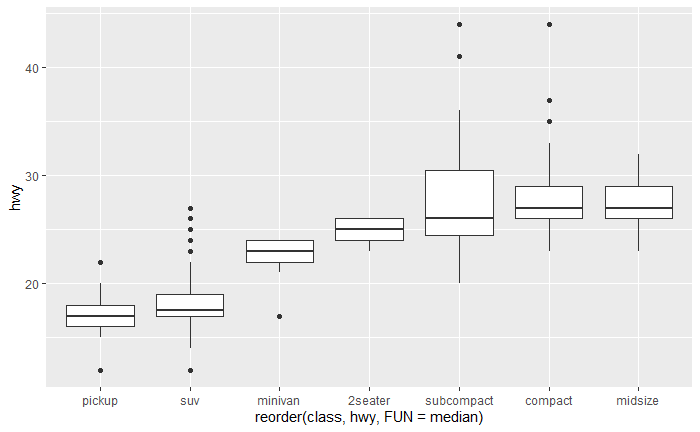 hwy
40
30
20
pickup suv minivan 2seater subcompact compact midsize
reorder(class, hwy, FUN = median)